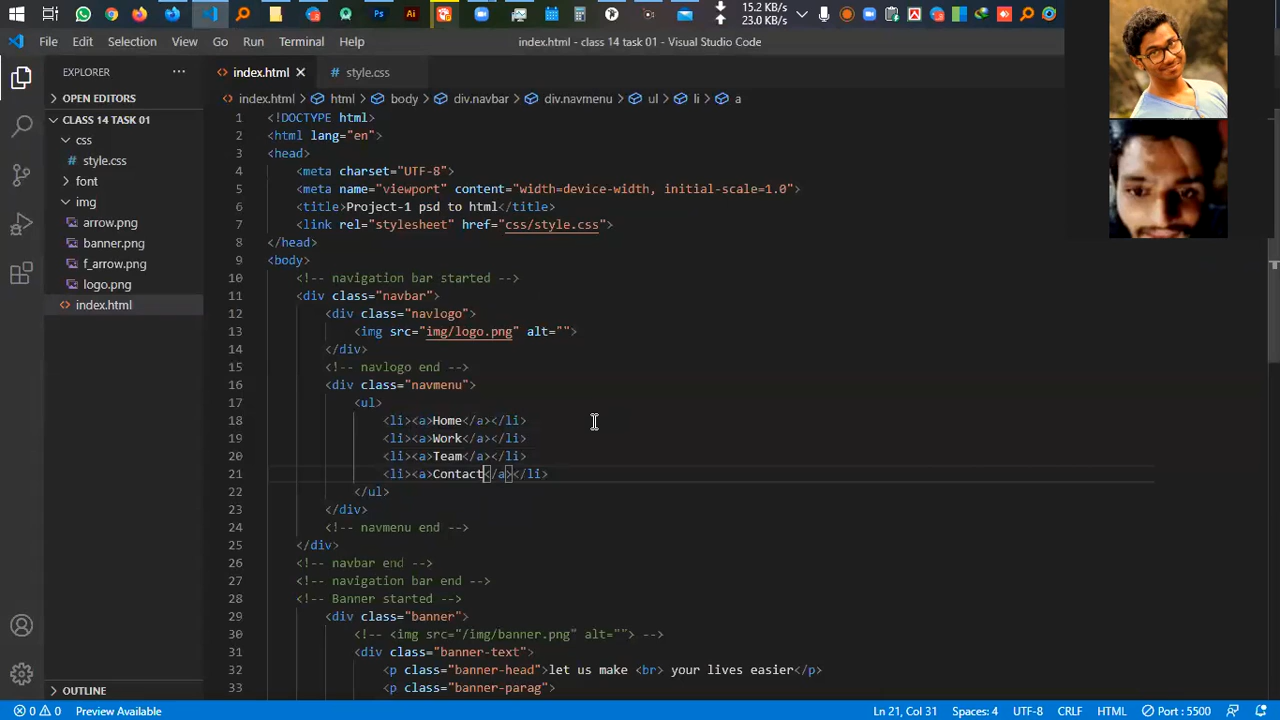 15.2 KB/s
23.0 KB/s
File Edit Selection View Go Run Terminal Help
index.html - class 14 task 01 - Visual Studio Code
EXPLORER
OPEN EDITORS
CLASS 14 TASK 01
css
# style.css
font
img
arrow.png
banner.png
f_arrow.png
logo.png
<> index.html
OUTLINE
<> index.html ×
# style.css
<> index.html > html > body > div.navbar > div.navmenu > ul > li > a
1 <!DOCTYPE html>
2 <html lang="en">
3 <head>
4 <meta charset="UTF-8">
5 <meta name="viewport" content="width=device-width, initial-scale=1.0">
6 <title>Project-1 psd to html</title>
7 <link rel="stylesheet" href="css/style.css">
8 </head>
9 <body>
10 <!-- navigation bar started -->
11 <div class="navbar">
12 <div class="navlogo">
13 <img src="img/logo.png" alt="">
14 </div>
15 <!-- navlogo end -->
16 <div class="navmenu">
17 <ul>
18 <li><a>Home</a></li>
19 <li><a>Work</a></li>
20 <li><a>Team</a></li>
21 <li><a>Contact</a></li>
22 </ul>
23 </div>
24 <!-- navmenu end -->
25 </div>
26 <!-- navbar end -->
27 <!-- navigation bar end -->
28 <!-- Banner started -->
29 <div class="banner">
30 <!-- <img src="/img/banner.png" alt=""> -->
31 <div class="banner-text">
32 <p class="banner-head">let us make <br> your lives easier</p>
33 <p class="banner-parag">
0 0 Preview Available
Ln 21, Col 31 Spaces: 4 UTF-8 CRLF HTML Port : 5500